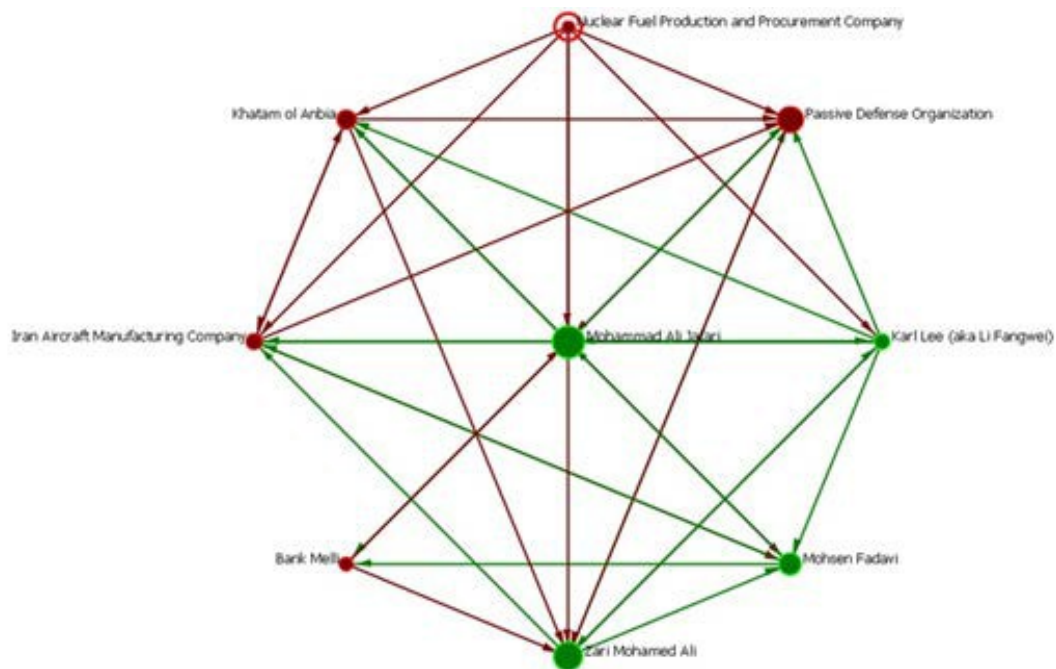 Nuclear Fuel Production and Procurement Company
Khatam ol Anbia
Passive Defense Organization
Iran Aircraft Manufacturing Company
Mohammad Ali Jafari
Karl Lee (aka Li Fangwei)
Bank Melli
Mohsen Fadavi
Zari Mohamed Ali